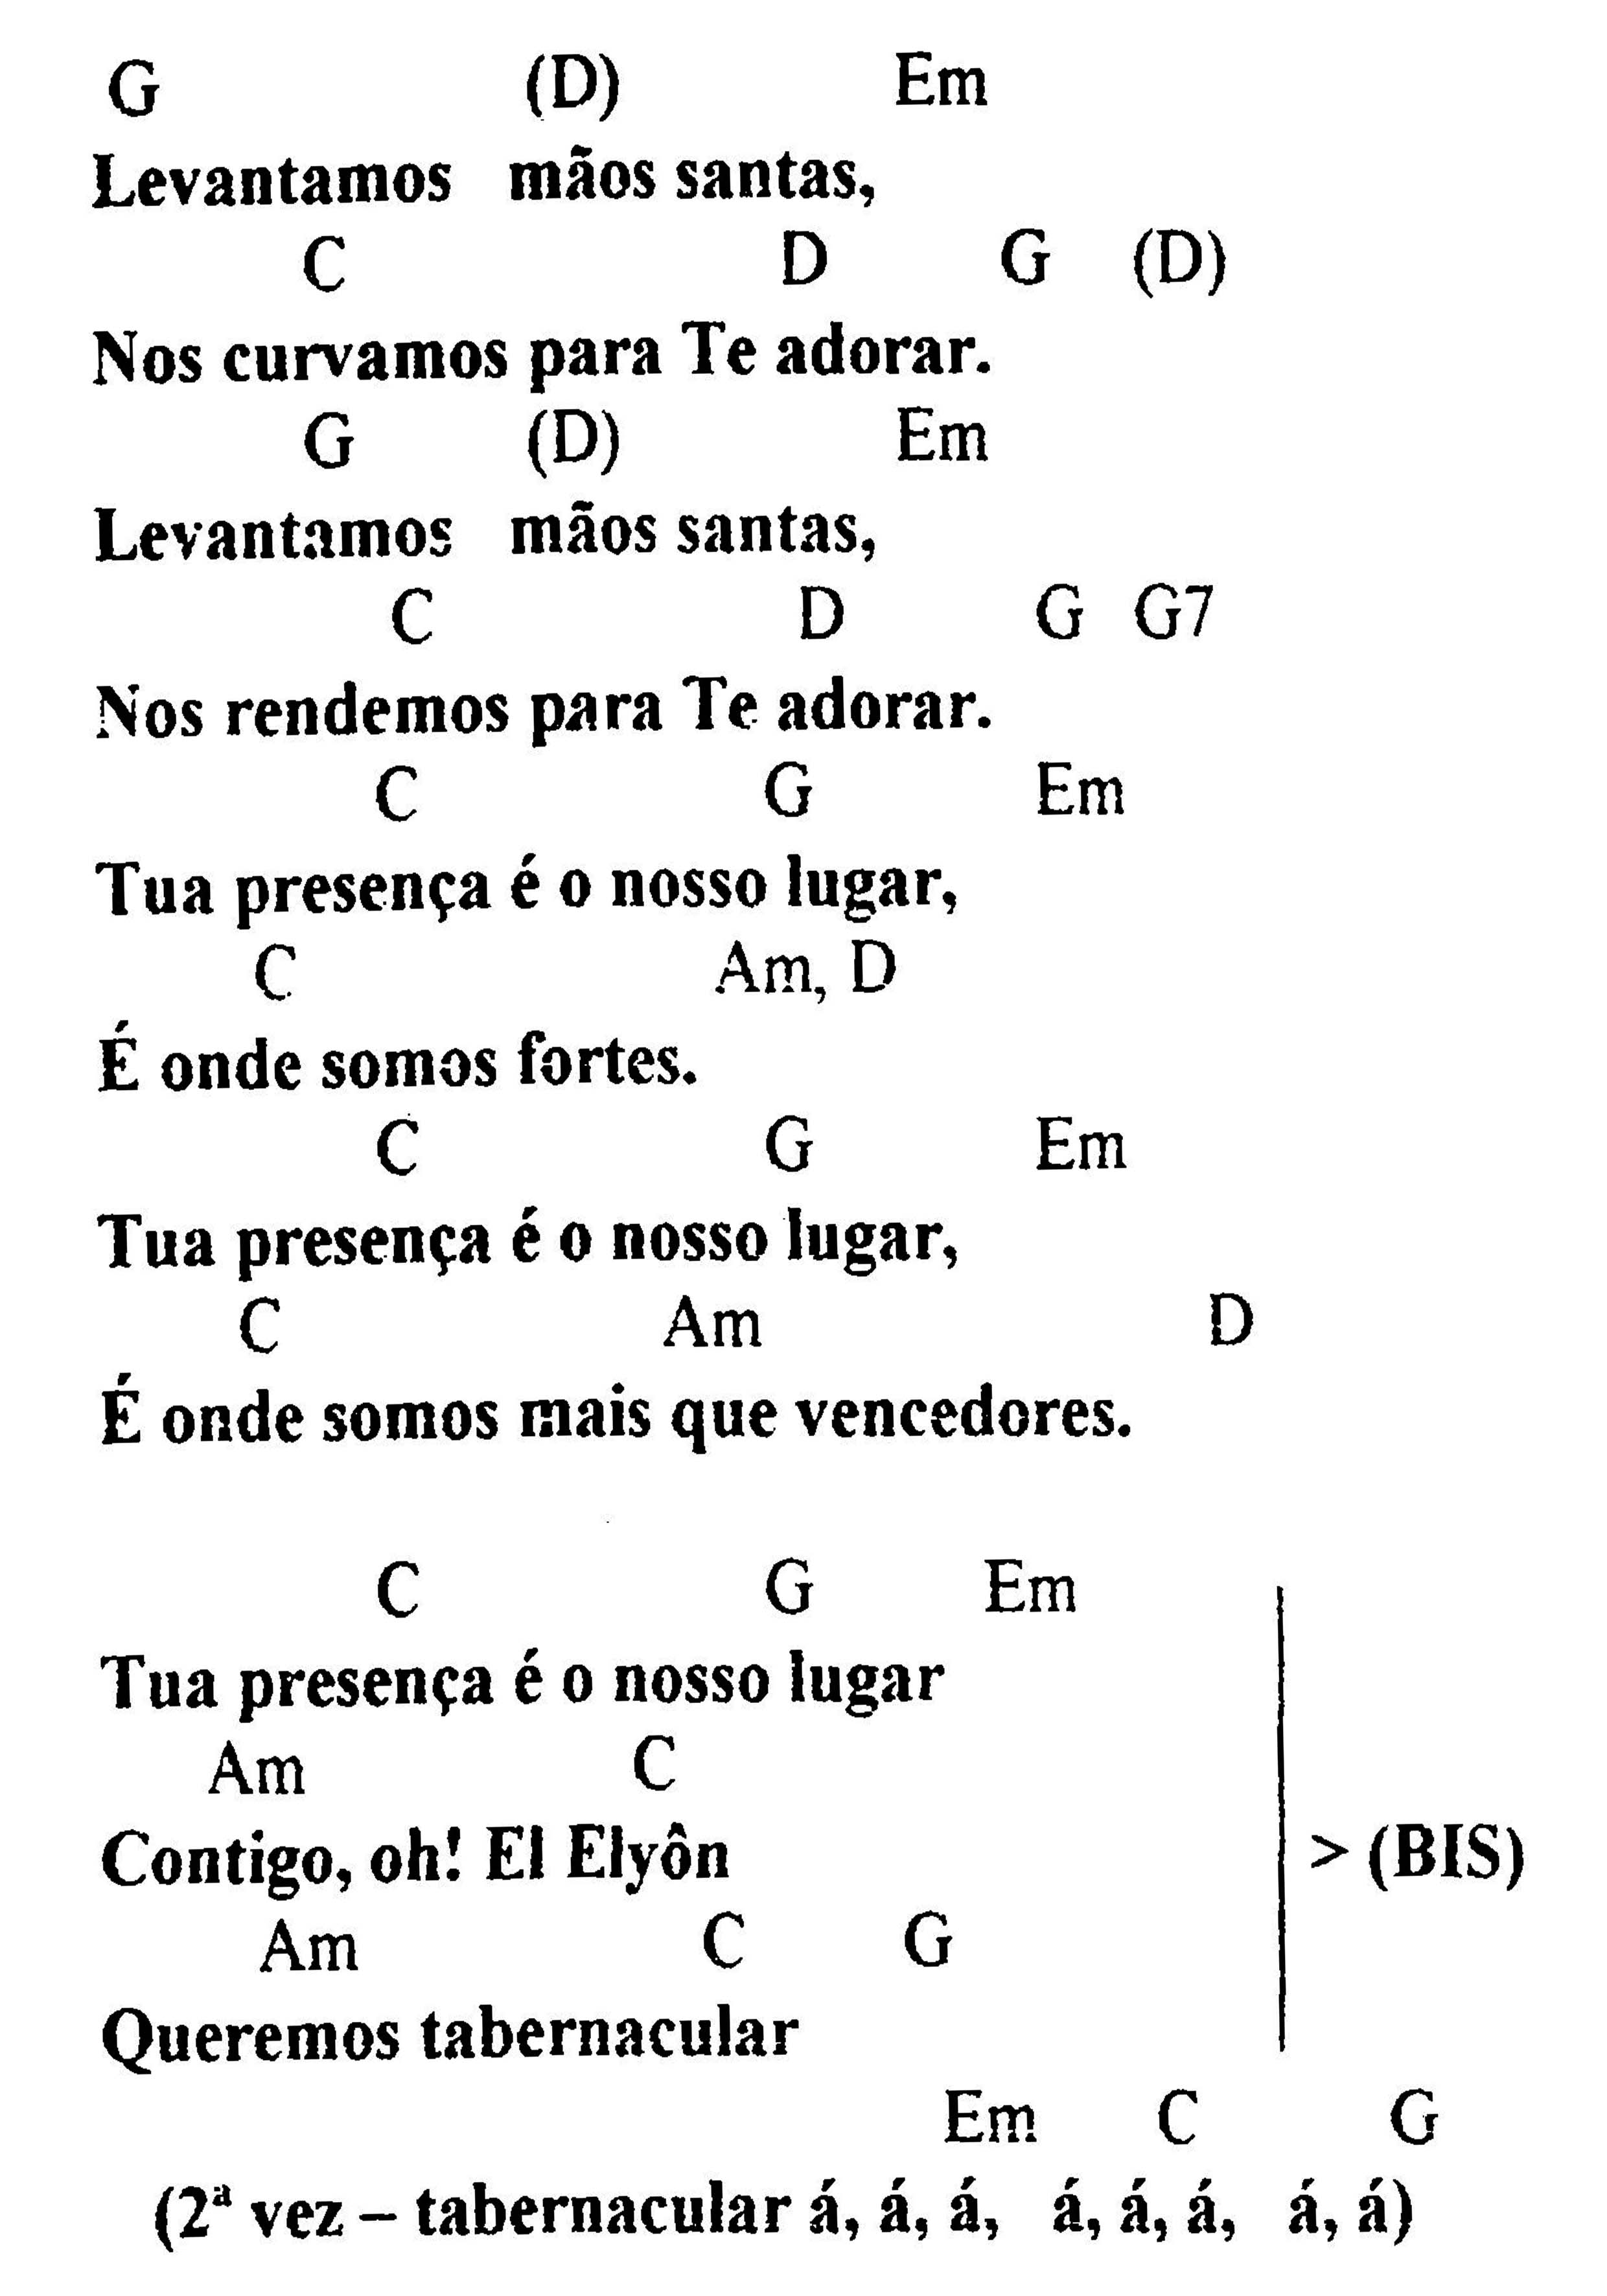 G (D) Em
Levantamos mãos santas,
C D G (D)
Nos curvamos para Te adorar.
G (D) Em
Levantamos mãos santas,
C D G G7
Nos rendemos para Te adorar.
C G Em
Tua presença é o nosso lugar,
C Am, D
É onde somos fortes.
C G Em
Tua presença é o nosso lugar,
C Am D
É onde somos mais que vencedores.
C G Em
Tua presença é o nosso lugar
Am C
Contigo, oh! El Elyôn
> (BIS)
Am C G
Queremos tabernacular
Em C G
(2ª vez – tabernacular á, á, á, á, á, á, á, á)